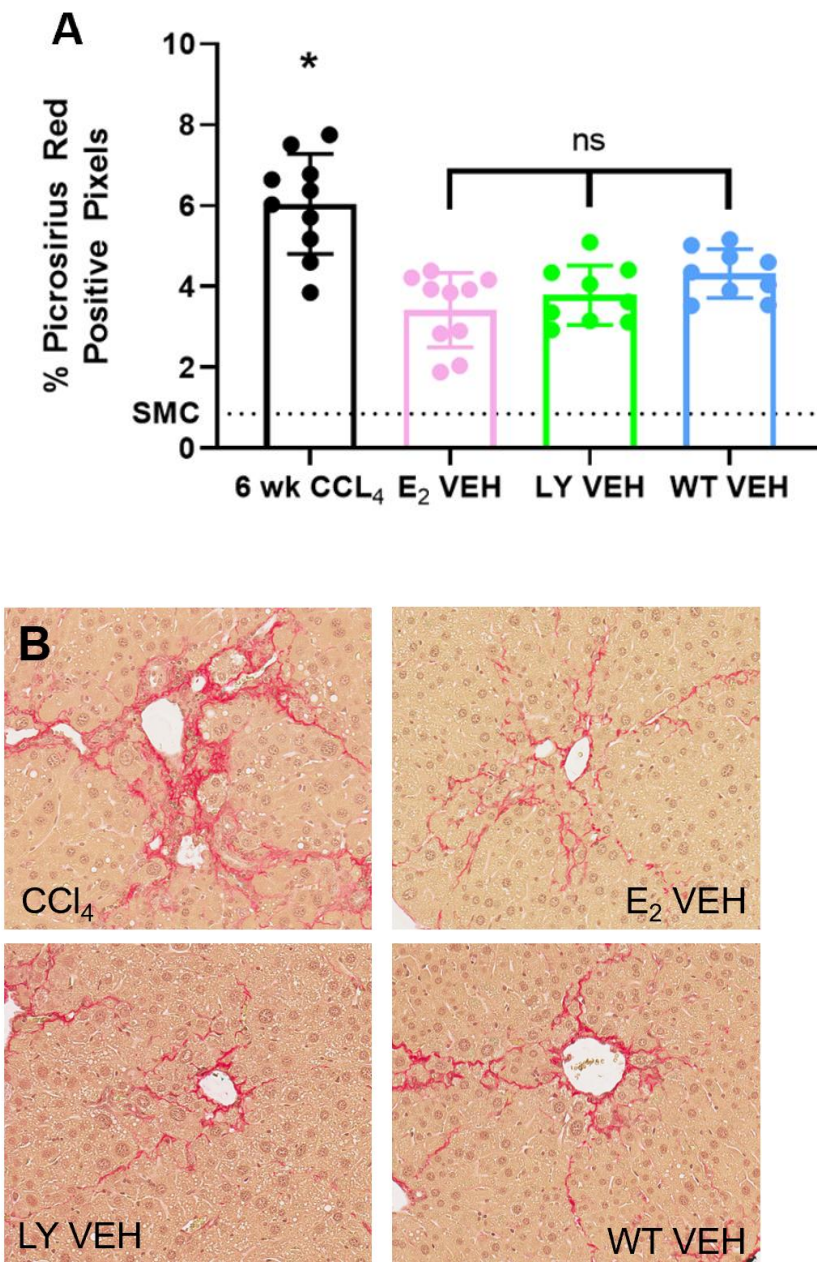 A
% Picrosirius Red
Positive Pixels
10
8
6
4
2
0
SMC
*
ns
6 wk CCL₄
E₂ VEH
LY VEH
WT VEH
B
CCl₄
E₂ VEH
LY VEH
WT VEH